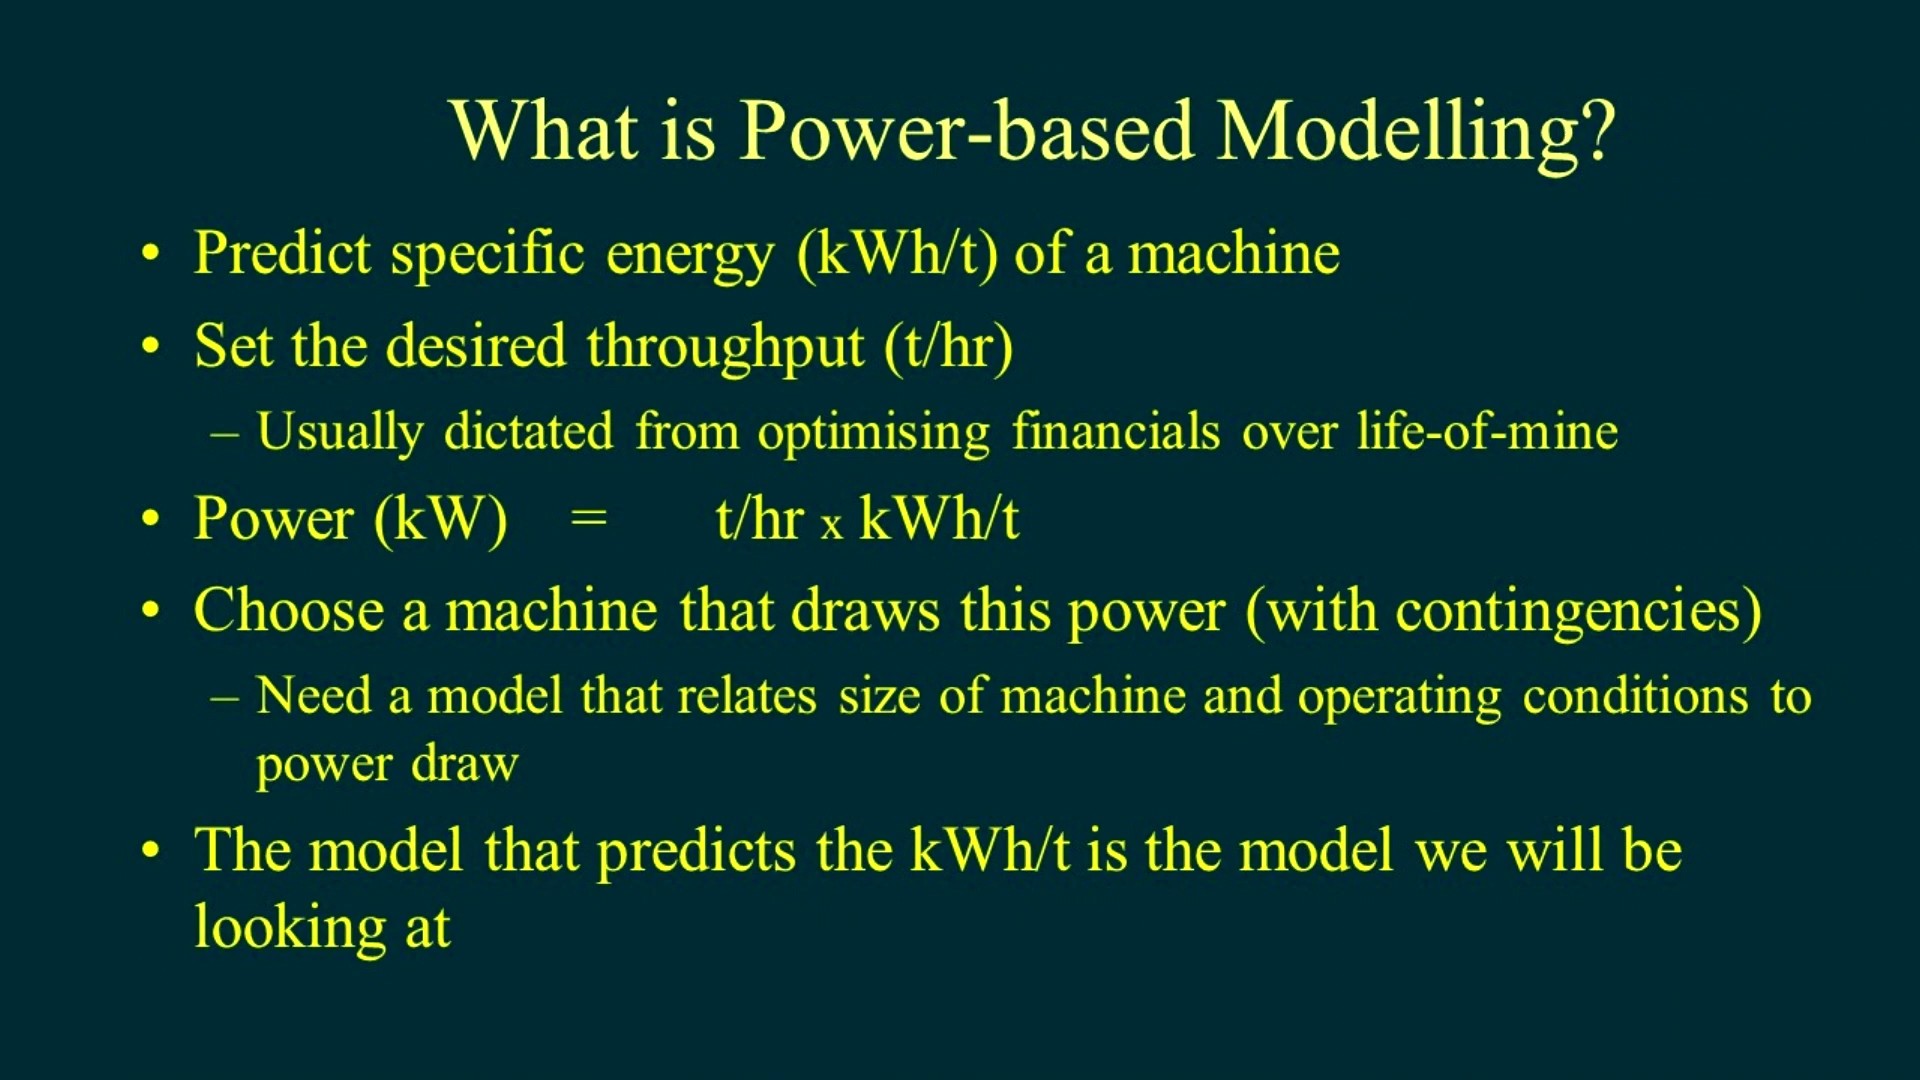 What is Power-based Modelling?
• Predict specific energy (kWh/t) of a machine
• Set the desired throughput (t/hr)
– Usually dictated from optimising financials over life-of-mine
• Power (kW) = t/hr x kWh/t
• Choose a machine that draws this power (with contingencies)
– Need a model that relates size of machine and operating conditions to
power draw
• The model that predicts the kWh/t is the model we will be
looking at